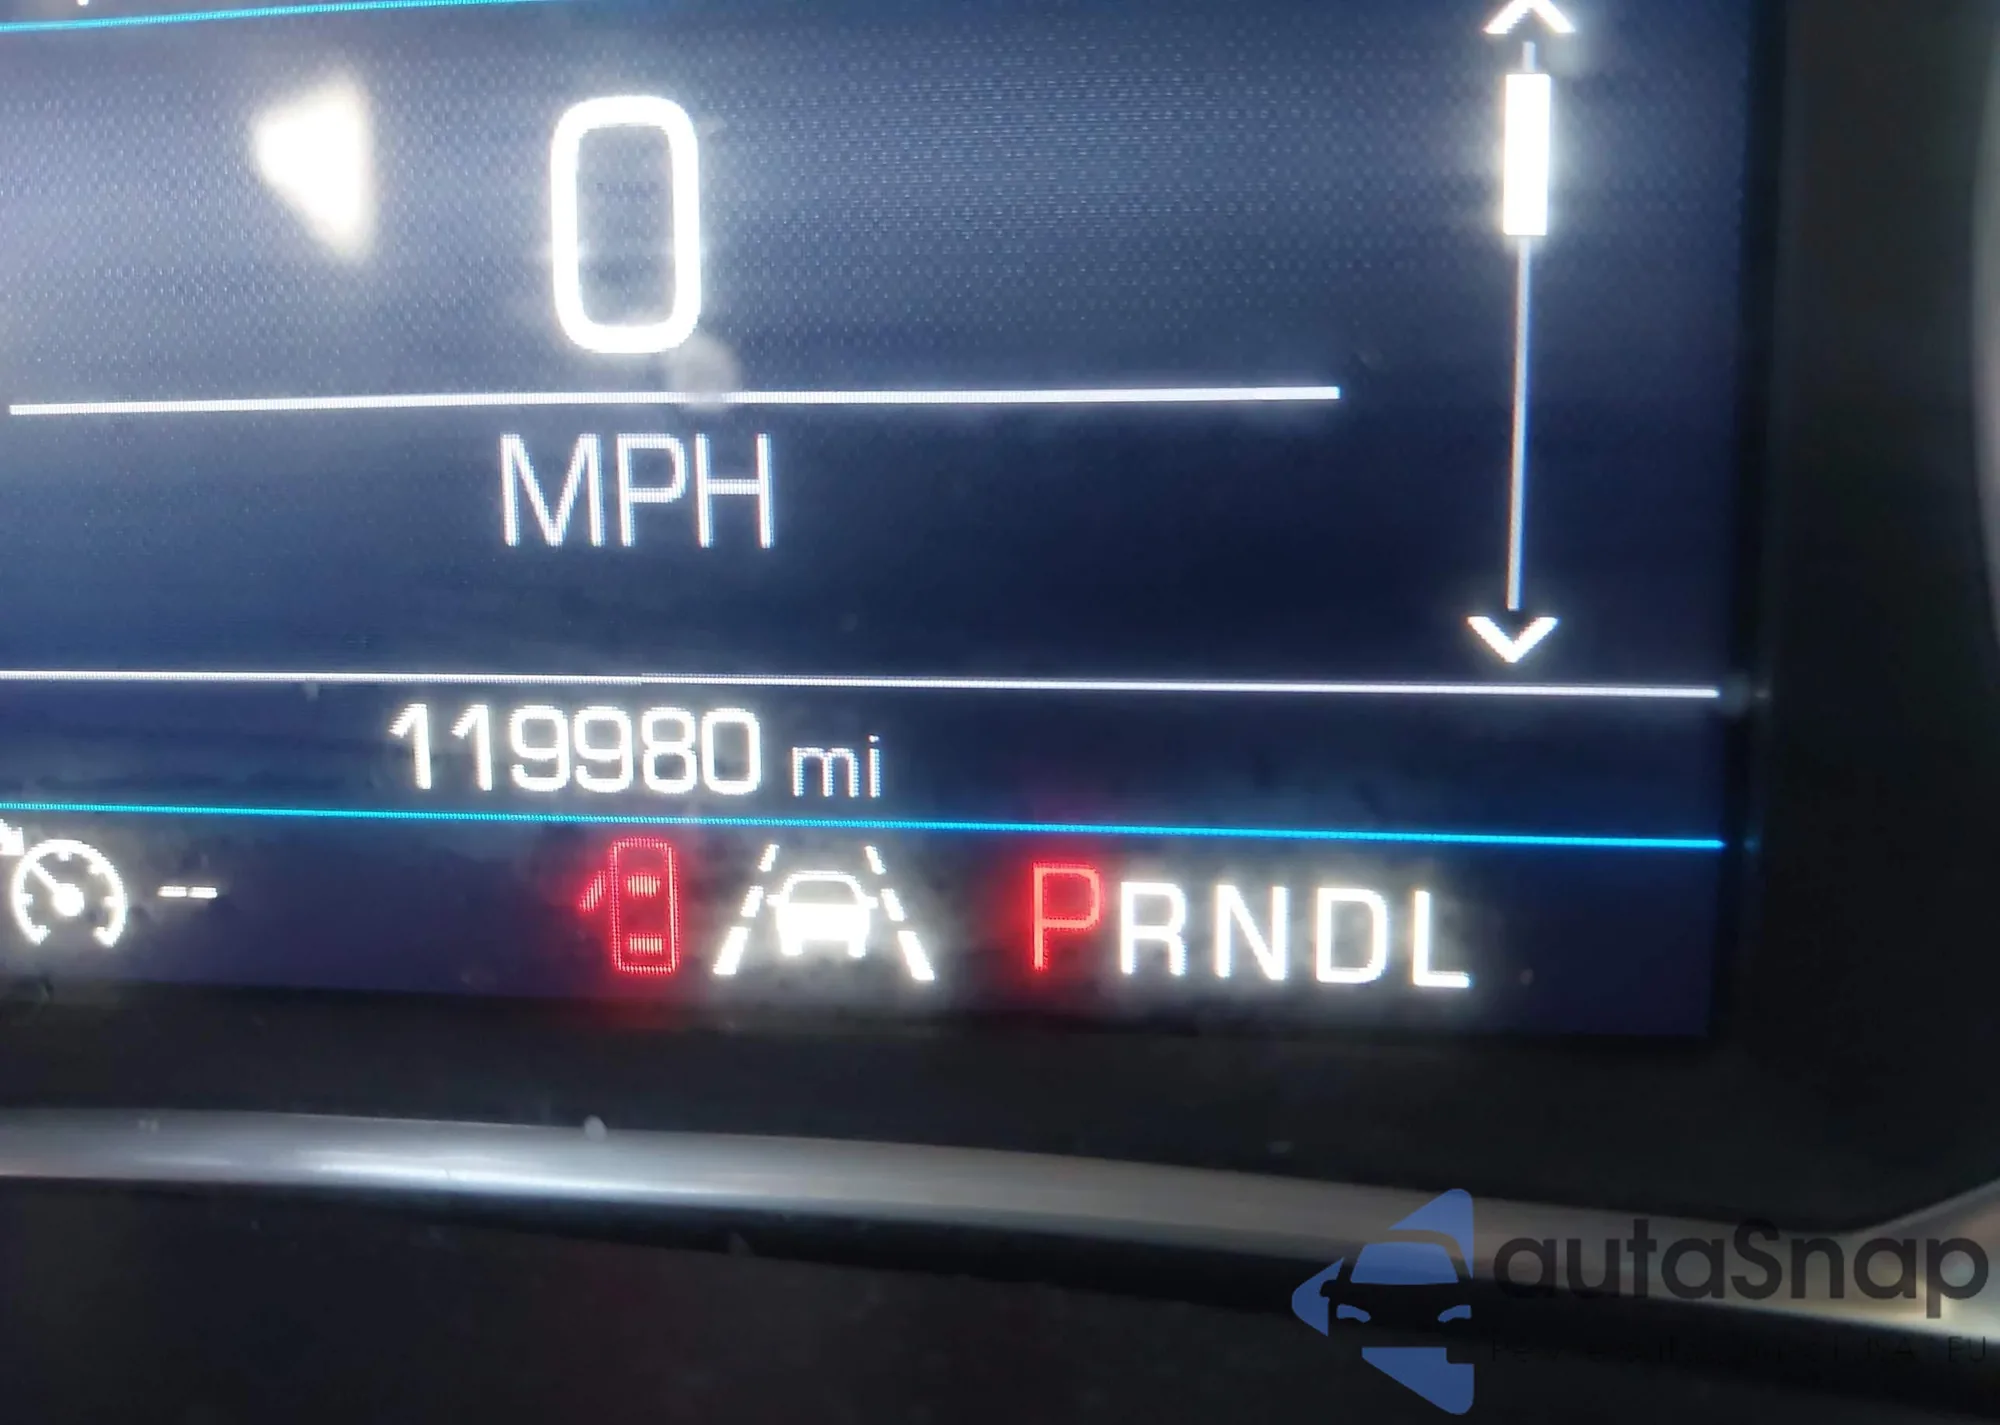 0
MPH
119980 mi
--
PRNDL
autaSnap